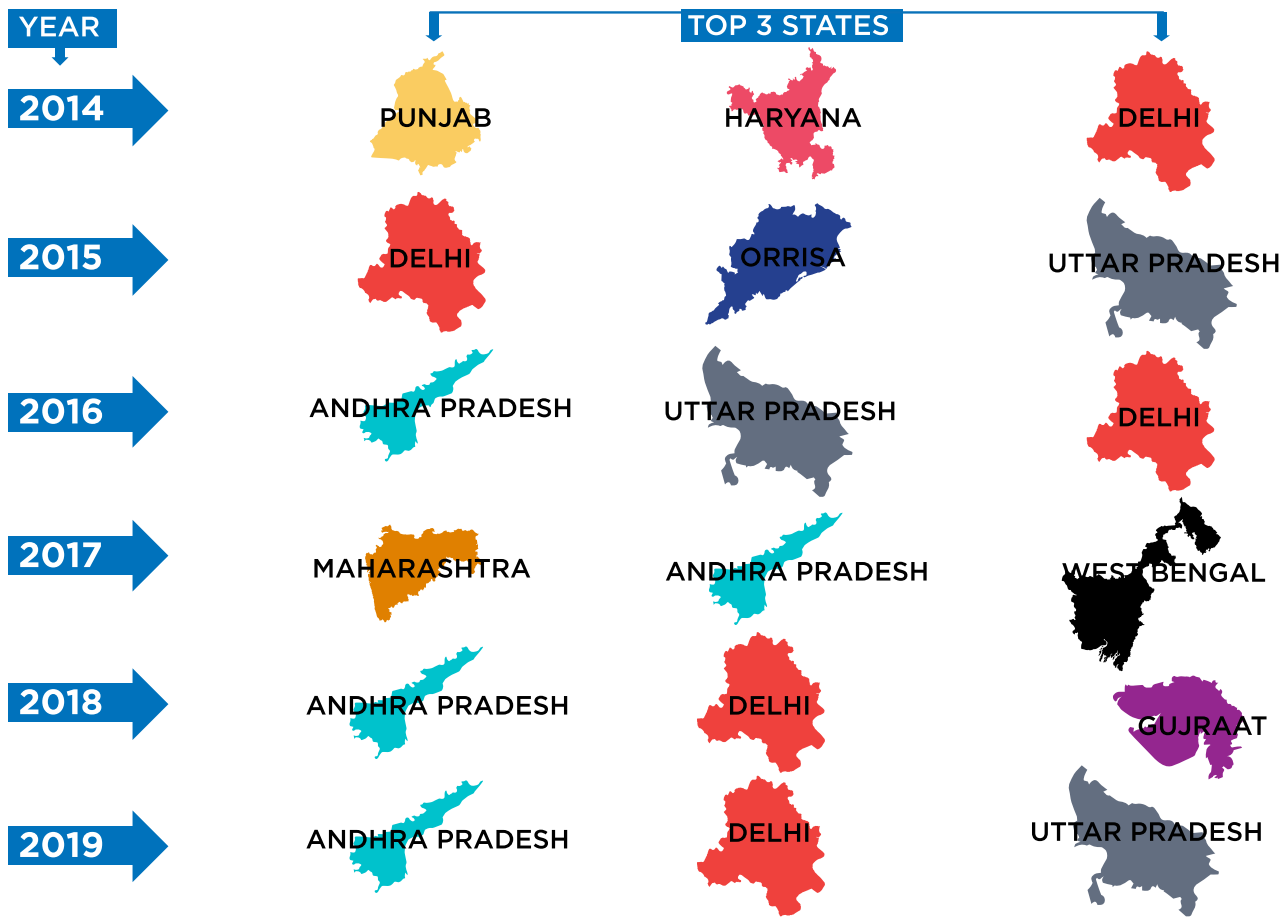 YEAR
TOP 3 STATES
2014
PUNJAB
HARYANA
DELHI
2015
DELHI
ORRISA
UTTAR PRADESH
2016
ANDHRA PRADESH
UTTAR PRADESH
DELHI
2017
MAHARASHTRA
ANDHRA PRADESH
WEST BENGAL
2018
ANDHRA PRADESH
DELHI
GUJRAAT
2019
ANDHRA PRADESH
DELHI
UTTAR PRADESH